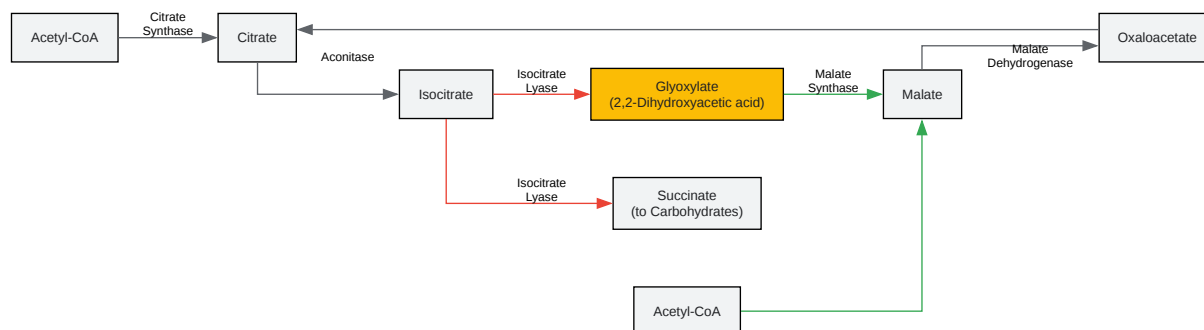 Acetyl-CoA
Citrate
Synthase
Citrate
Aconitase
Isocitrate
Isocitrate
Lyase
Glyoxylate
(2,2-Dihydroxyacetic acid)
Malate
Synthase
Malate
Malate
Dehydrogenase
Oxaloacetate
Isocitrate
Lyase
Succinate
(to Carbohydrates)
Acetyl-CoA